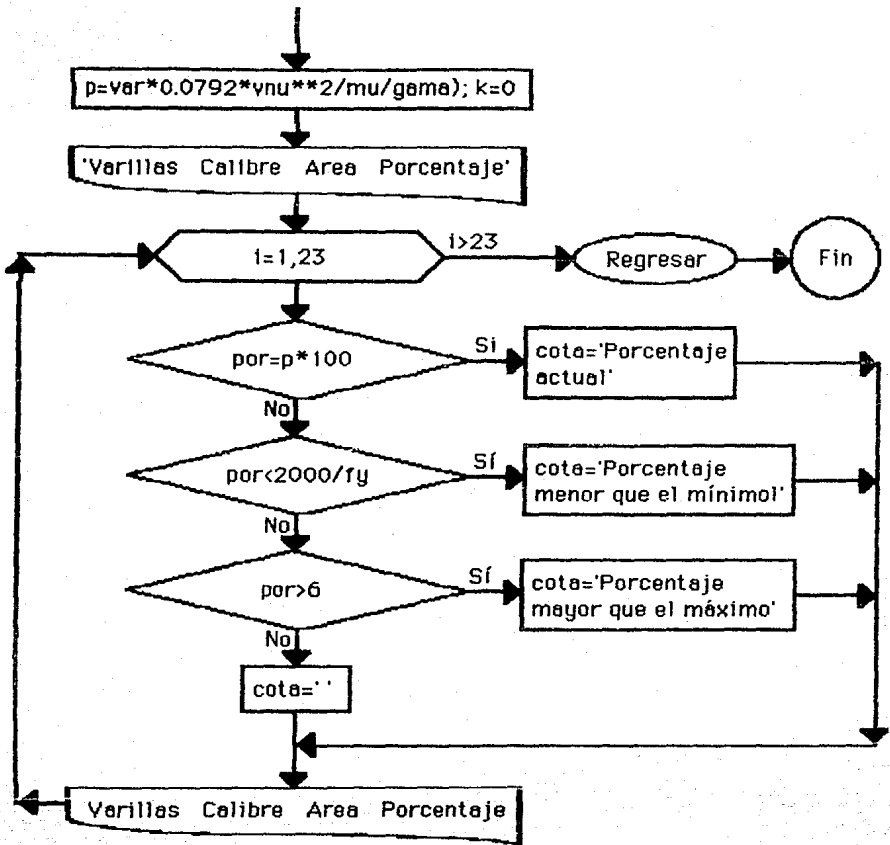 p=var*0.0792*vnu**2/mu/gama); k=0
'Varillas Calibre Area Porcentaje'
i=1,23
i>23
Regresar
Fin
por=p*100
Si
cota='Porcentaje
actual'
No
por<2000/fy
Sí
cota='Porcentaje
menor que el mínimol'
No
por>6
Sí
cota='Porcentaje
mayor que el máximo'
No
cota=' '
Varillas Calibre Area Porcentaje